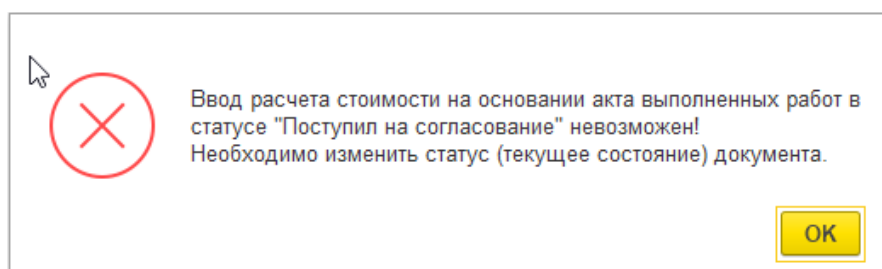 Ввод расчета стоимости на основании акта выполненных работ в
статусе "Поступил на согласование" невозможен!
Необходимо изменить статус (текущее состояние) документа.
OK